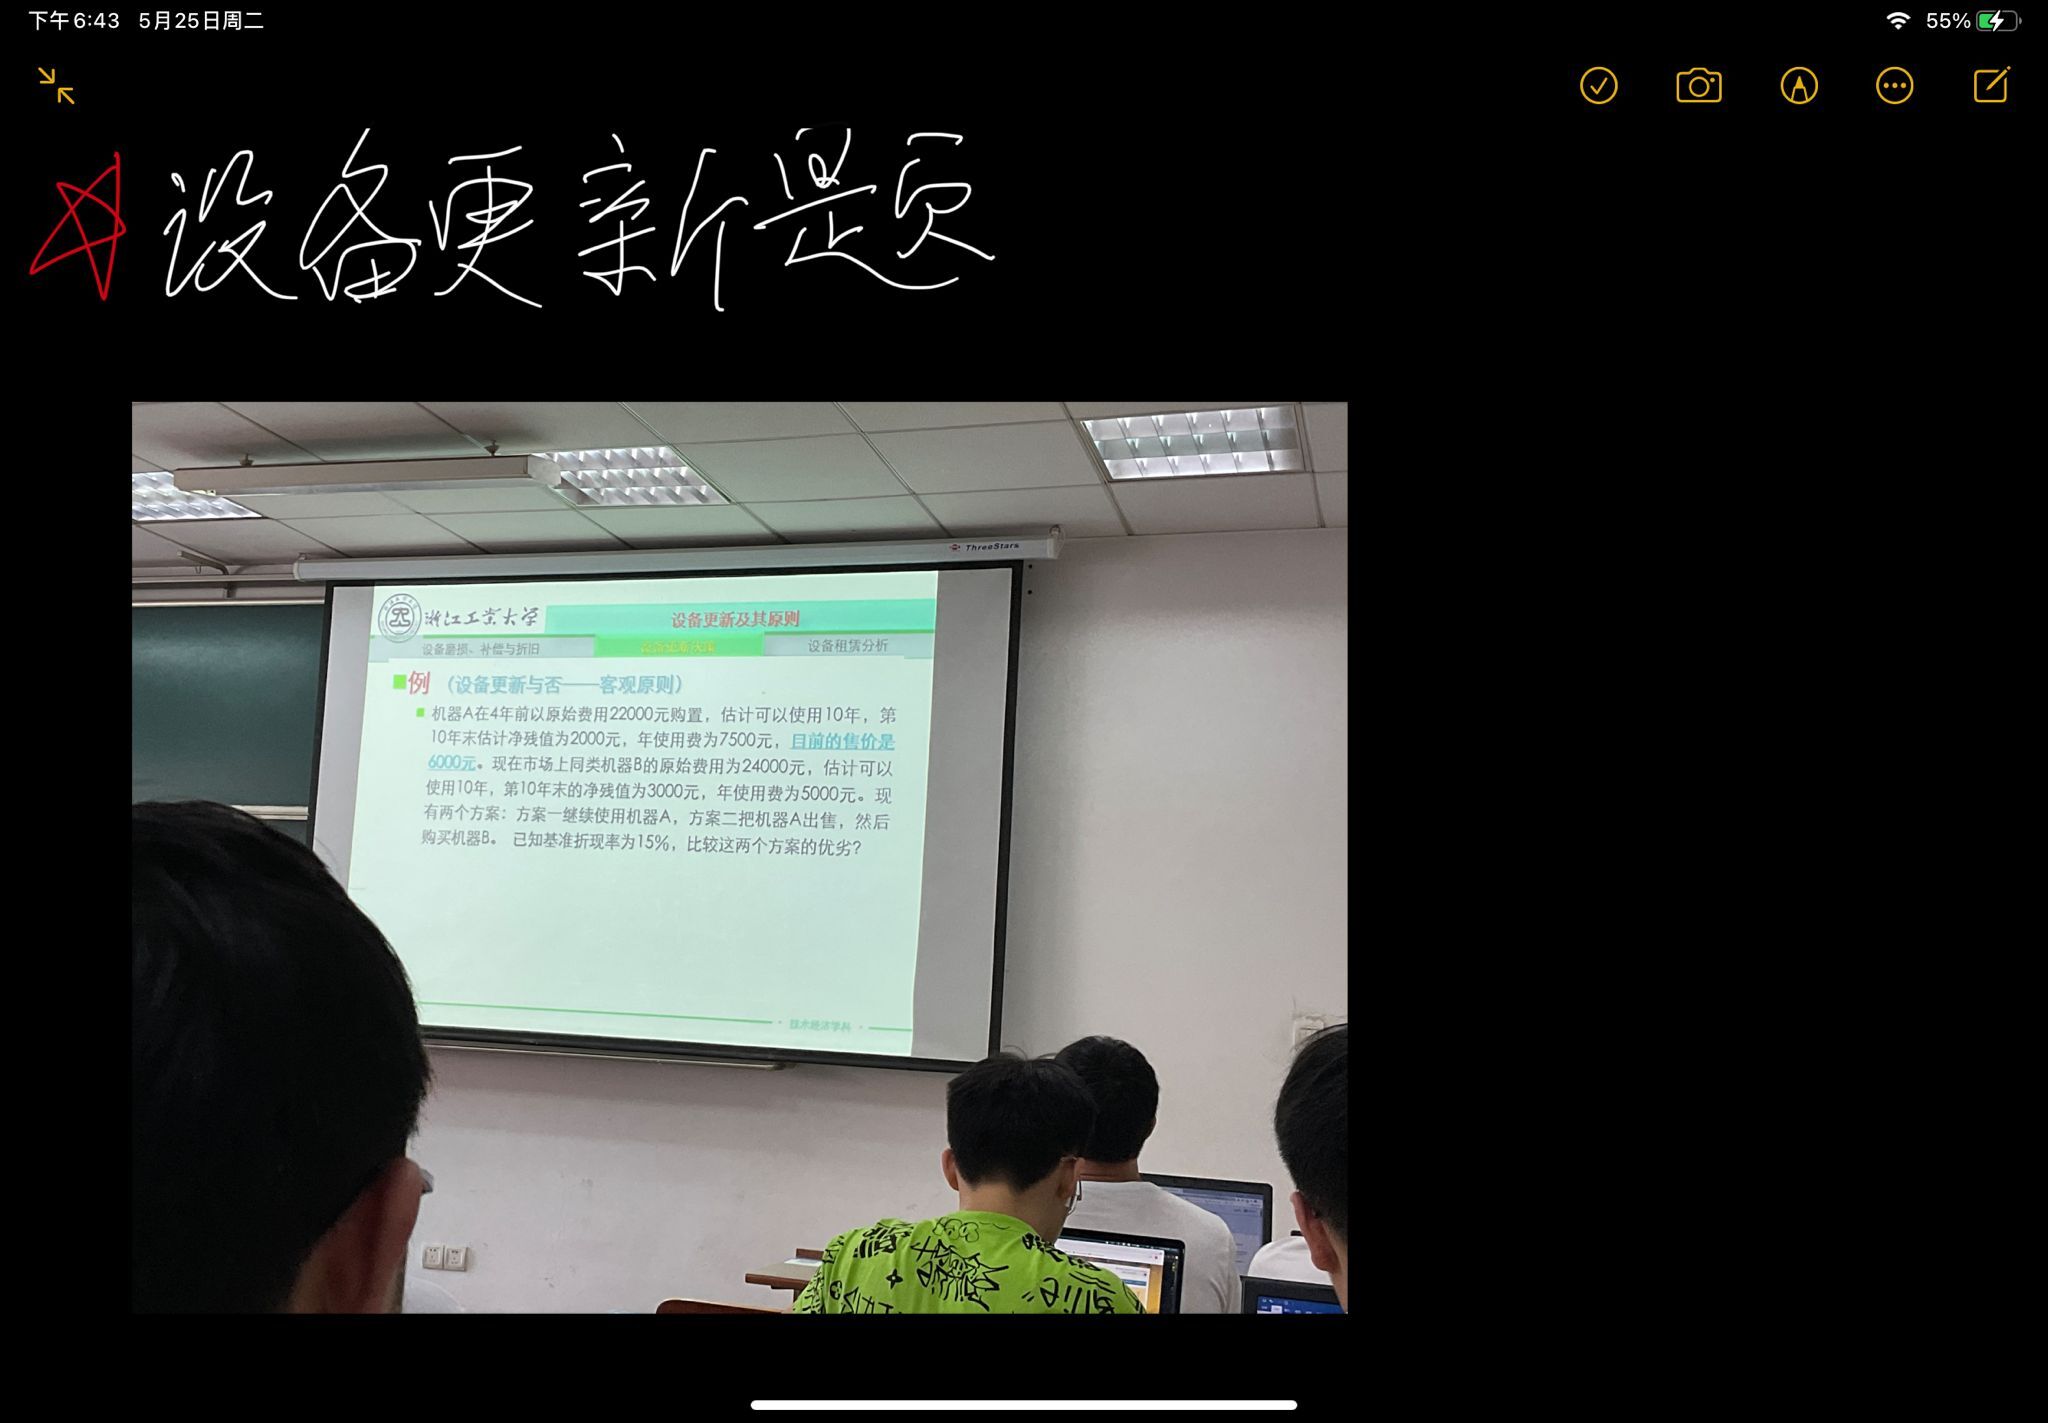 下午6:43 5月25日周二
55%
设备更新题
ThreeStars
浙江工业大学
设备更新及其原则
设备磨损、补偿与折旧
设备更新决策
设备租赁分析
例 (设备更新与否——客观原则)
机器A在4年前以原始费用22000元购置，估计可以使用10年，第
10年末估计净残值为2000元，年使用费为7500元，目前的售价是
6000元。现在市场上同类机器B的原始费用为24000元，估计可以
使用10年，第10年末的净残值为3000元，年使用费为5000元。现
有两个方案：方案一继续使用机器A，方案二把机器A出售，然后
购买机器B。 已知基准折现率为15%，比较这两个方案的优劣?
技术经济学科